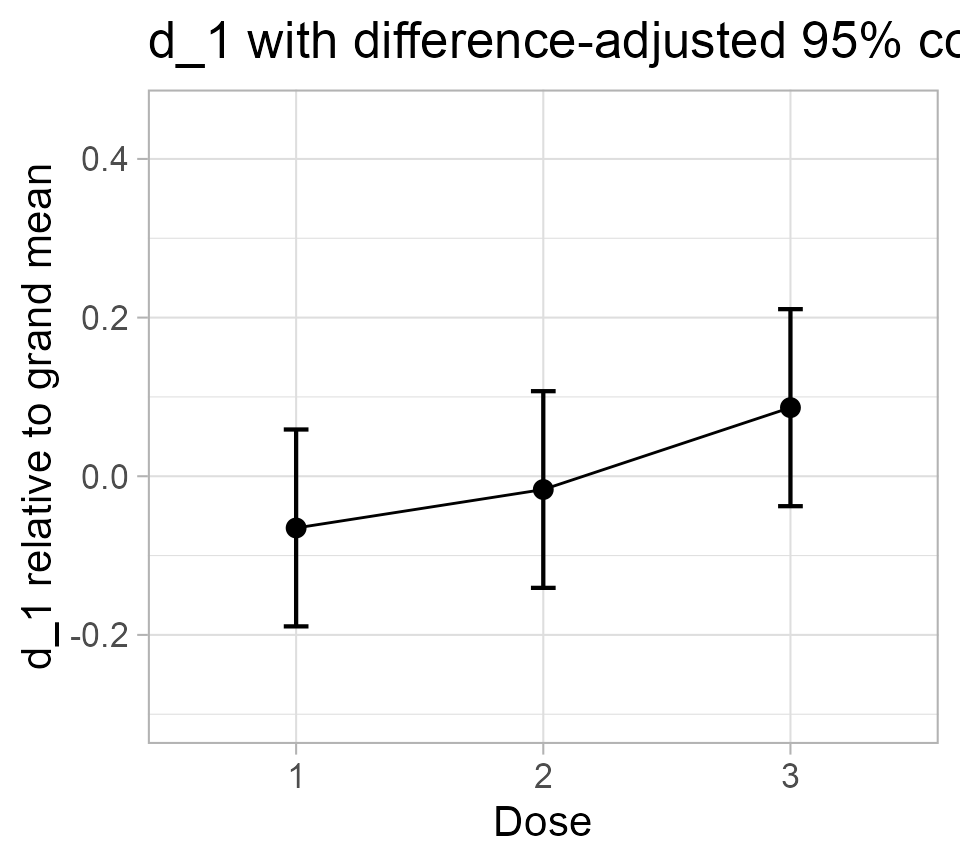 d_1 with difference-adjusted 95% co
d_1 relative to grand mean
0.4
0.2
0.0
-0.2
1 2 3
Dose